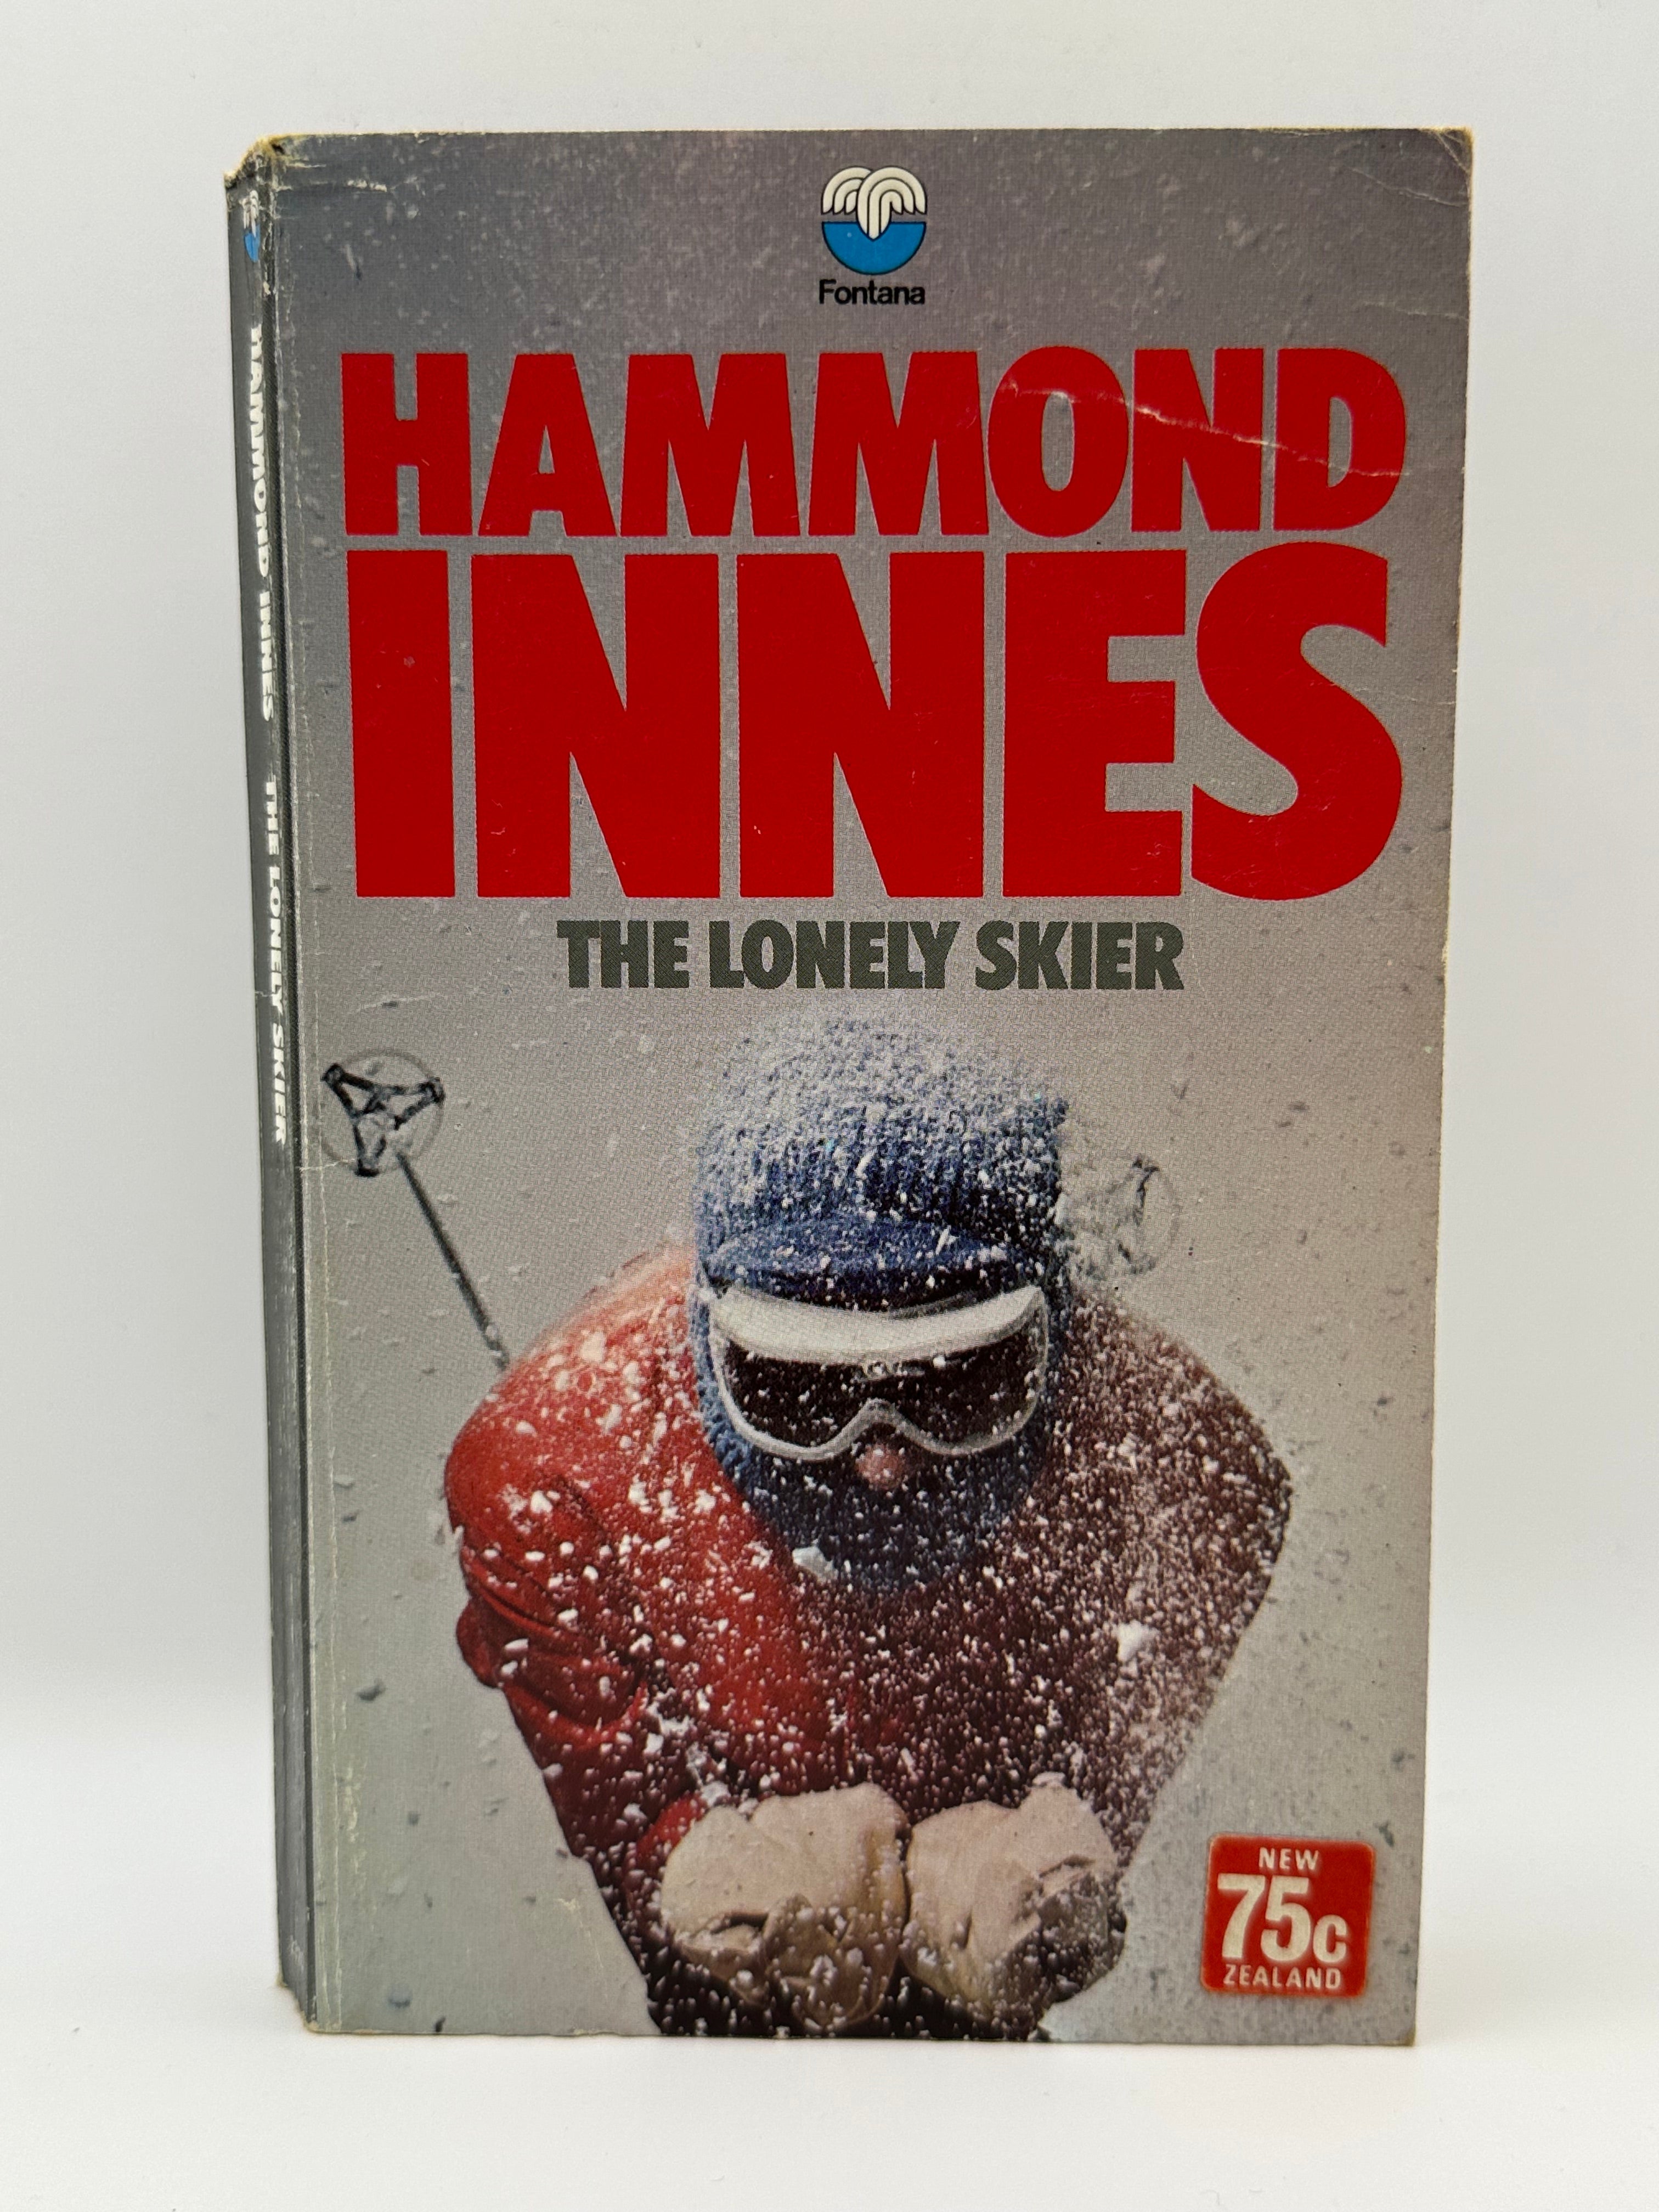 Fontana
HAMMOND
INNES
THE LONELY SKIER
NEW
75c
ZEALAND
HAMMOND INNES THE LONELY SKIER